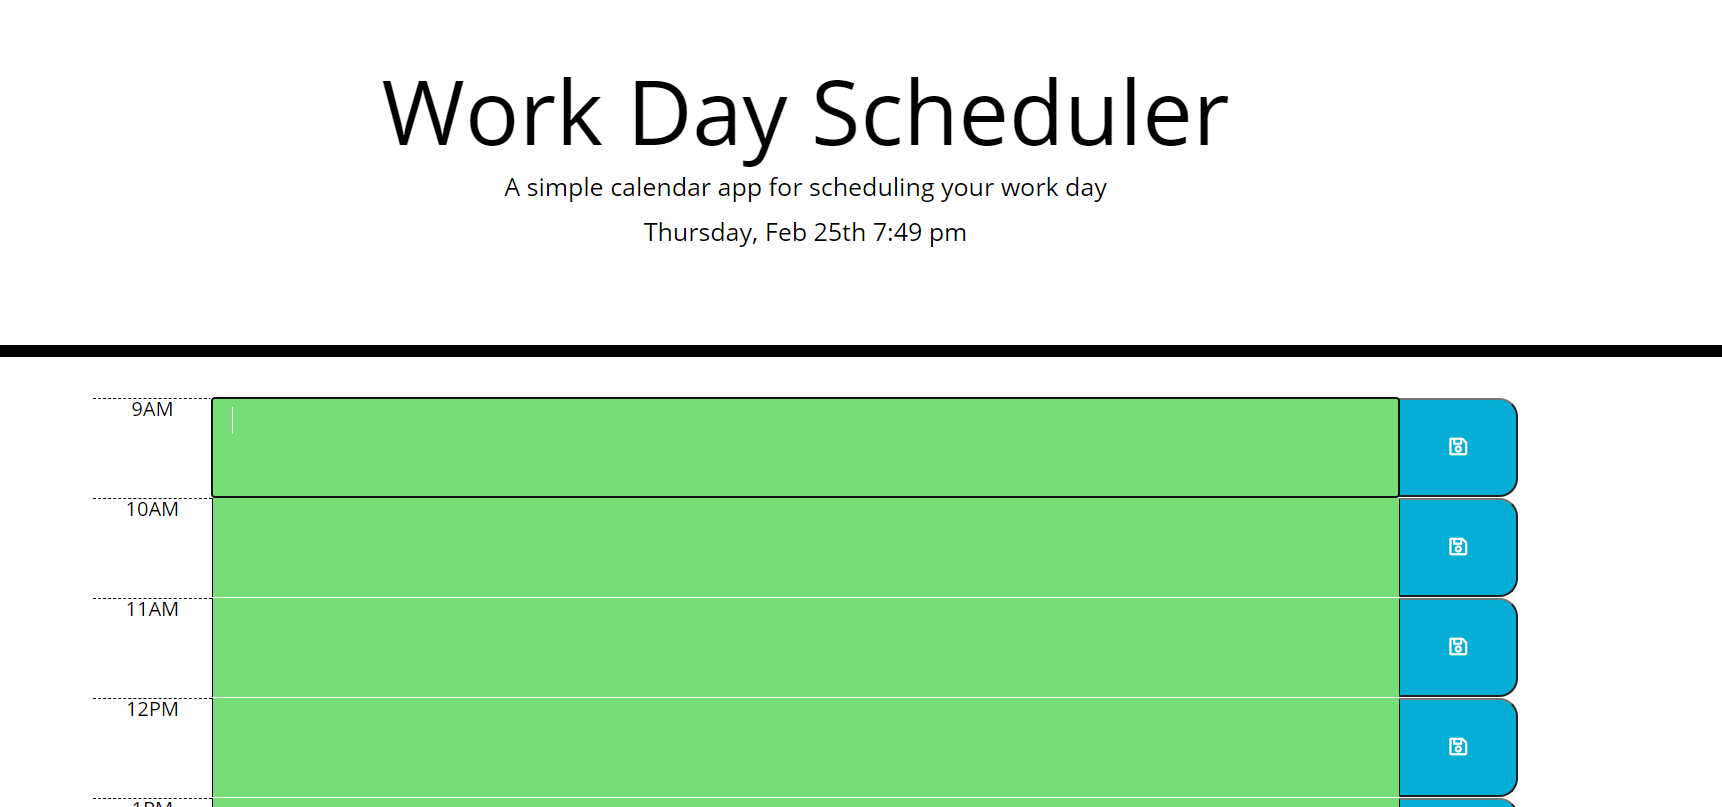 Work Day Scheduler
A simple calendar app for scheduling your work day
Thursday, Feb 25th 7:49 pm
9AM
10AM
11AM
12PM
1PM